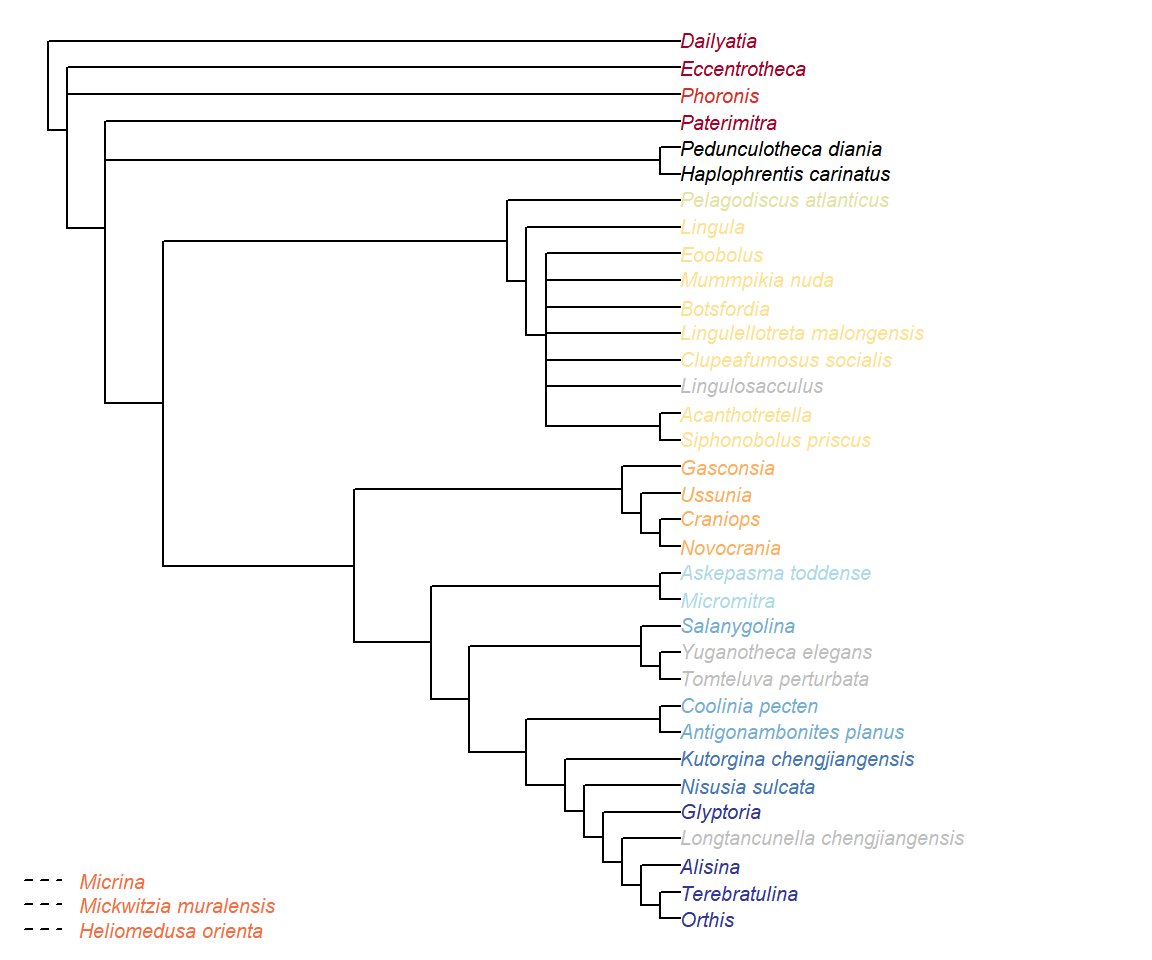 Dailyatia
Eccentrotheca
Phoronis
Paterimitra
Pedunculotheca diania
Haplophrentis carinatus
Pelagodiscus atlanticus
Lingula
Eoobolus
Mummpikia nuda
Botsfordia
Lingulellotreta malongensis
Clupeafumosus socialis
Lingulosacculus
Acanthotretella
Siphonobolus priscus
Gasconsia
Ussunia
Craniops
Novocrania
Askepasma toddense
Micromitra
Salanygolina
Yuganotheca elegans
Tomteluva perturbata
Coolinia pecten
Antigonambonites planus
Kutorgina chengjiangensis
Nisusia sulcata
Glyptoria
Longtancunella chengjiangensis
Alisina
Terebratulina
Orthis
Micrina
Mickwitzia muralensis
Heliomedusa orienta